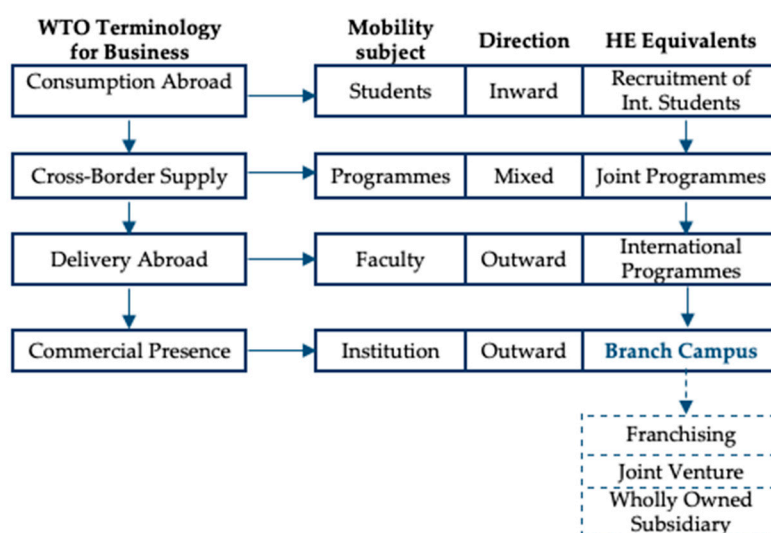 WTO Terminology
for Business
Mobility
subject
Direction
HE Equivalents
Consumption Abroad
Students
Inward
Recruitment of
Int. Students
Cross-Border Supply
Programmes
Mixed
Joint Programmes
Delivery Abroad
Faculty
Outward
International
Programmes
Commercial Presence
Institution
Outward
Branch Campus
Franchising
Joint Venture
Wholly Owned
Subsidiary